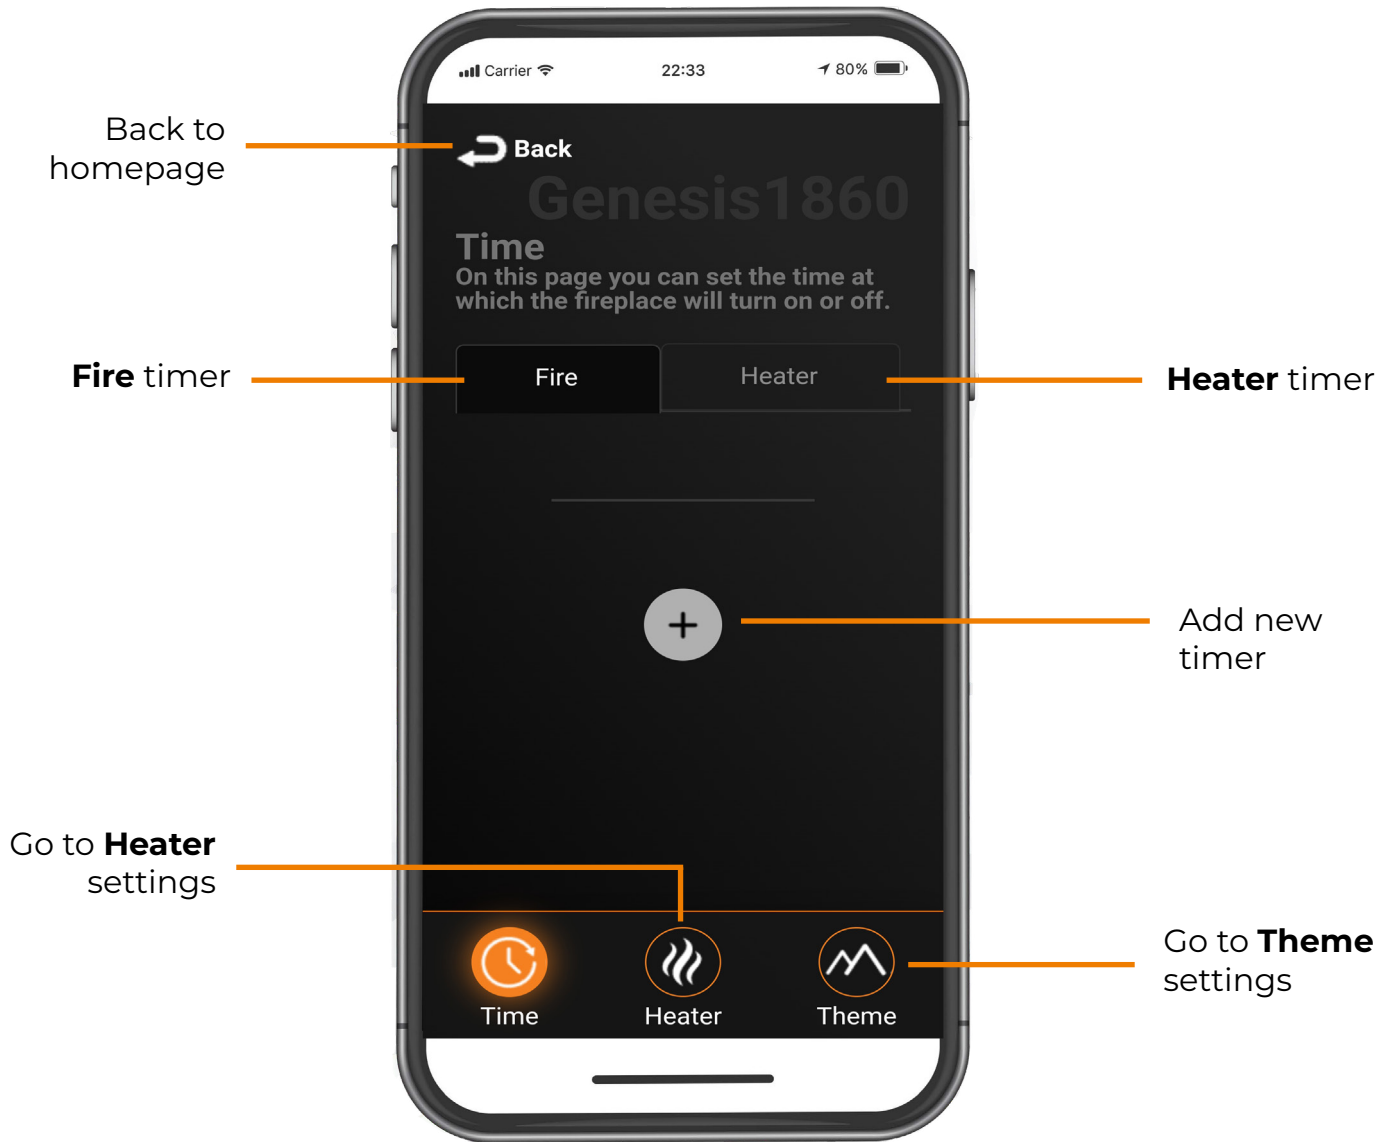 Carrier
22:33
80%
Back to
homepage
Back
Genesis1860
Time
On this page you can set the time at
which the fireplace will turn on or off.
Fire timer
Fire
Heater
Heater timer
+
Add new
timer
Go to Heater
settings
Go to Theme
settings
Time
Heater
Theme